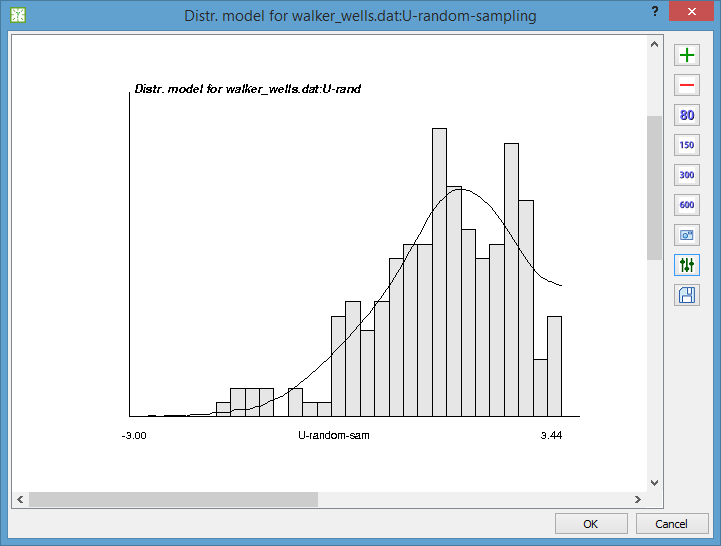 Distr. model for walker_wells.dat:U-random-sampling
?
Distr. model for walker_wells.dat:U-rand
80
150
300
600
-3.00
U-random-sam
3.44
OK
Cancel